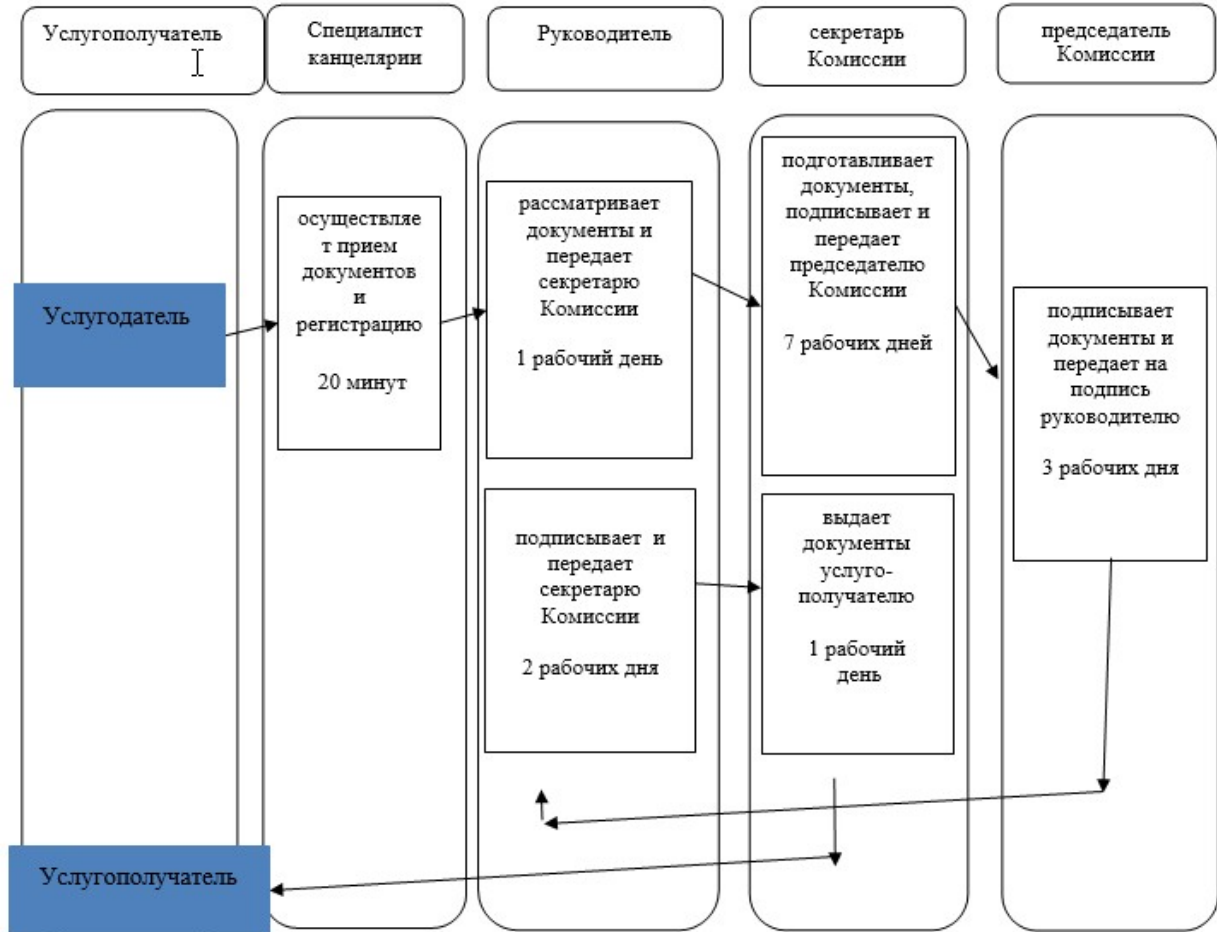 Услугополучатель
Специалист
канцелярии
Руководитель
секретарь
Комиссии
председатель
Комиссии
Услугодатель
осуществляе
т прием
документов
и
регистрацию
20 минут
рассматривает
документы и
передает
секретарю
Комиссии
1 рабочий день
подготавливает
документы,
подписывает и
передает
председателю
Комиссии
7 рабочих дней
подписывает
документы и
передает на
подпись
руководителю
3 рабочих дня
подписывает и
передает
секретарю
Комиссии
2 рабочих дня
выдает
документы
услуго-
получателю
1 рабочий
день
Услугополучатель